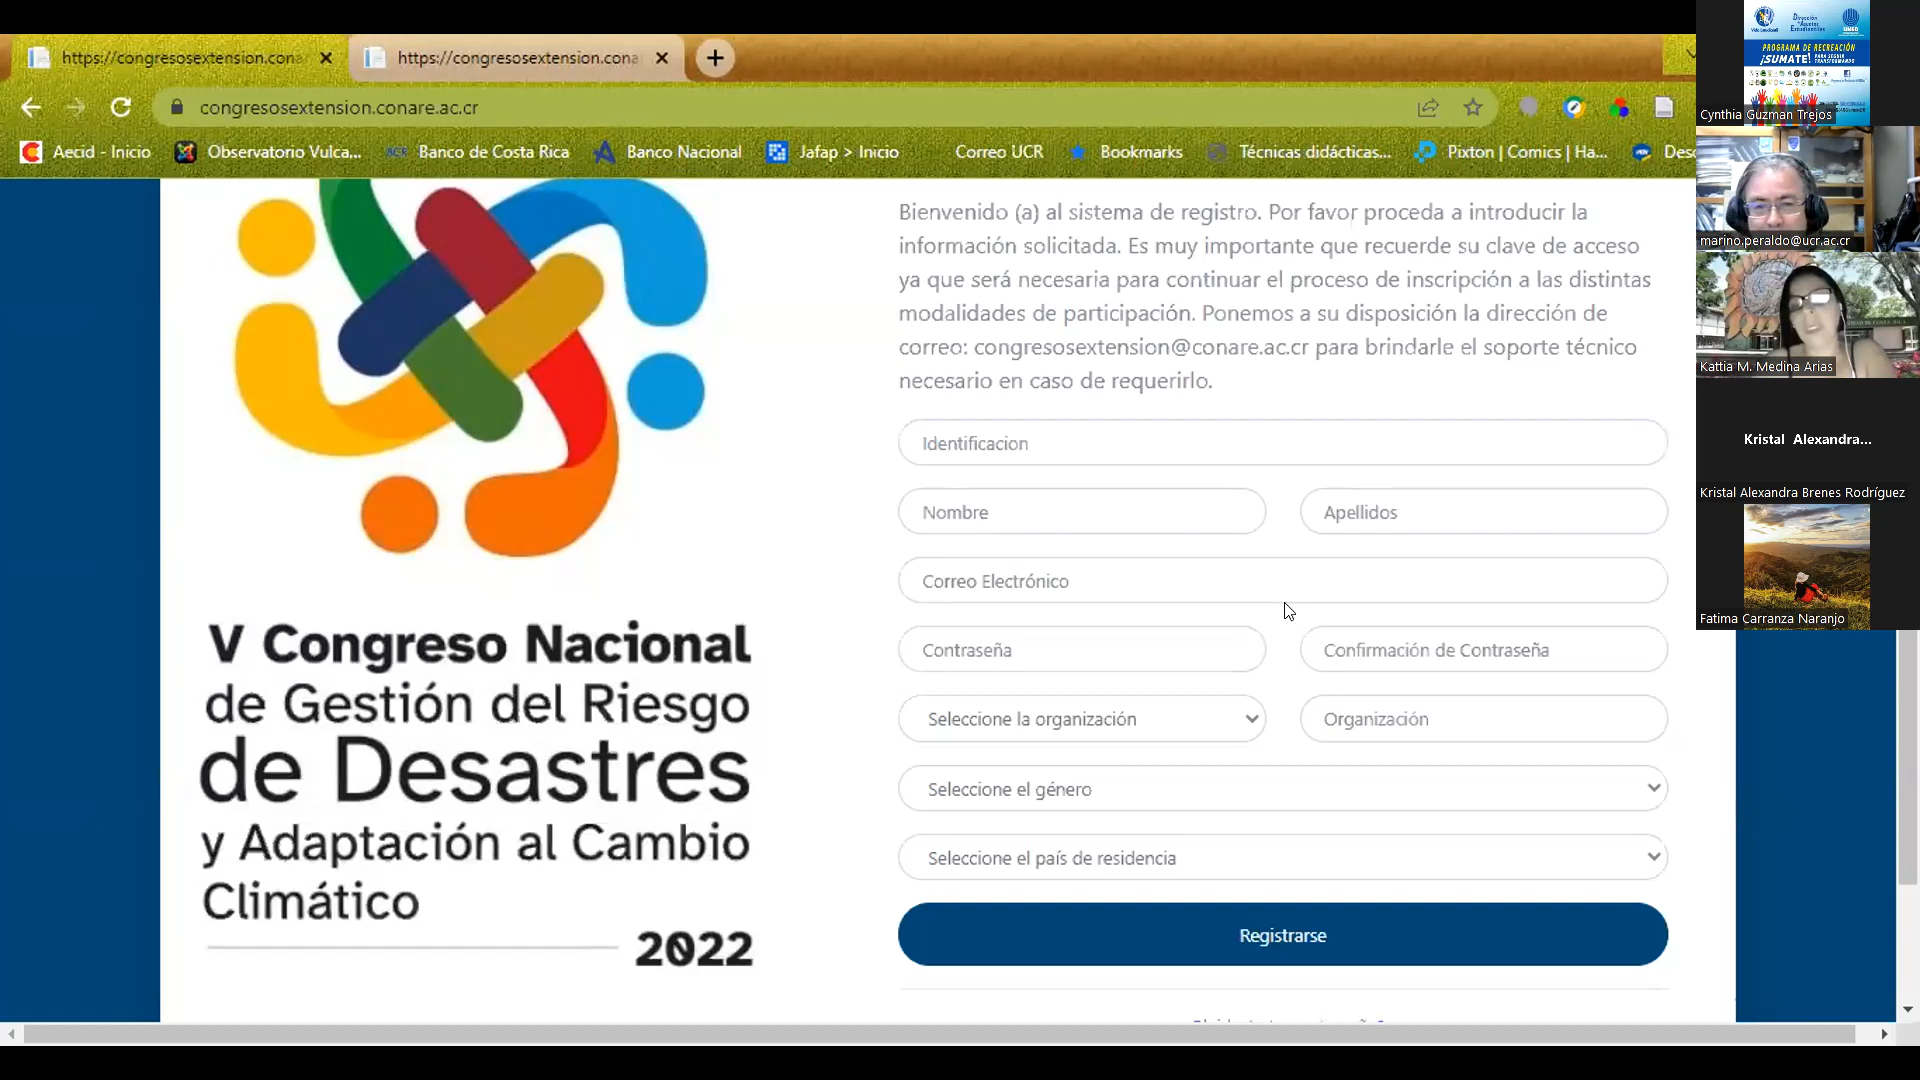 https://congresosextension.cona
https://congresosextension.cona
congresosextension.conare.ac.cr
Aecid - Inicio
Observatorio Vulca...
Banco de Costa Rica
Banco Nacional
Jafap > Inicio
Correo UCR
Bookmarks
Técnicas didácticas...
Pixton | Comics | Ha...
Desc
V Congreso Nacional
de Gestión del Riesgo
de Desastres
y Adaptación al Cambio
Climático
2022
Bienvenido (a) al sistema de registro. Por favor proceda a introducir la
información solicitada. Es muy importante que recuerde su clave de acceso
ya que será necesaria para continuar el proceso de inscripción a las distintas
modalidades de participación. Ponemos a su disposición la dirección de
correo: congresosextension@conare.ac.cr para brindarle el soporte técnico
necesario en caso de requerirlo.
Identificacion
Nombre
Apellidos
Correo Electrónico
Contraseña
Confirmación de Contraseña
Seleccione la organización
Organización
Seleccione el género
Seleccione el país de residencia
Registrarse
PROGRAMA DE RECREACIÓN
¡SUMATE!
Cynthia Guzman Trejos
marino.peraldo@ucr.ac.cr
Kattia M. Medina Arias
Kristal Alexandra...
Kristal Alexandra Brenes Rodríguez
Fatima Carranza Naranjo